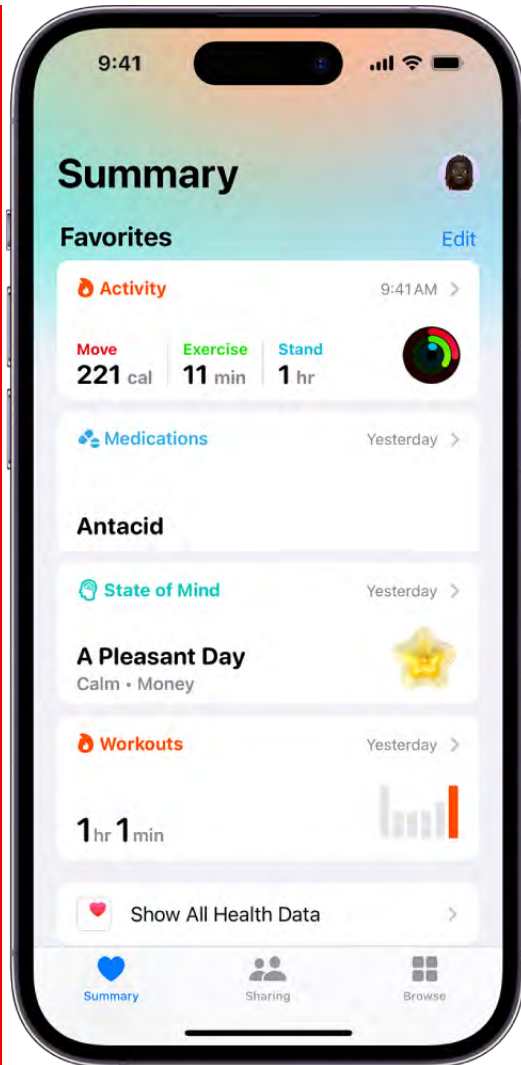 9:41
Summary
Favorites Edit
Activity 9:41 AM
Move Exercise Stand
221 cal 11 min 1 hr
Medications Yesterday
Antacid
State of Mind Yesterday
A Pleasant Day
Calm • Money
Workouts Yesterday
1 hr 1 min
Show All Health Data
Summary Sharing Browse